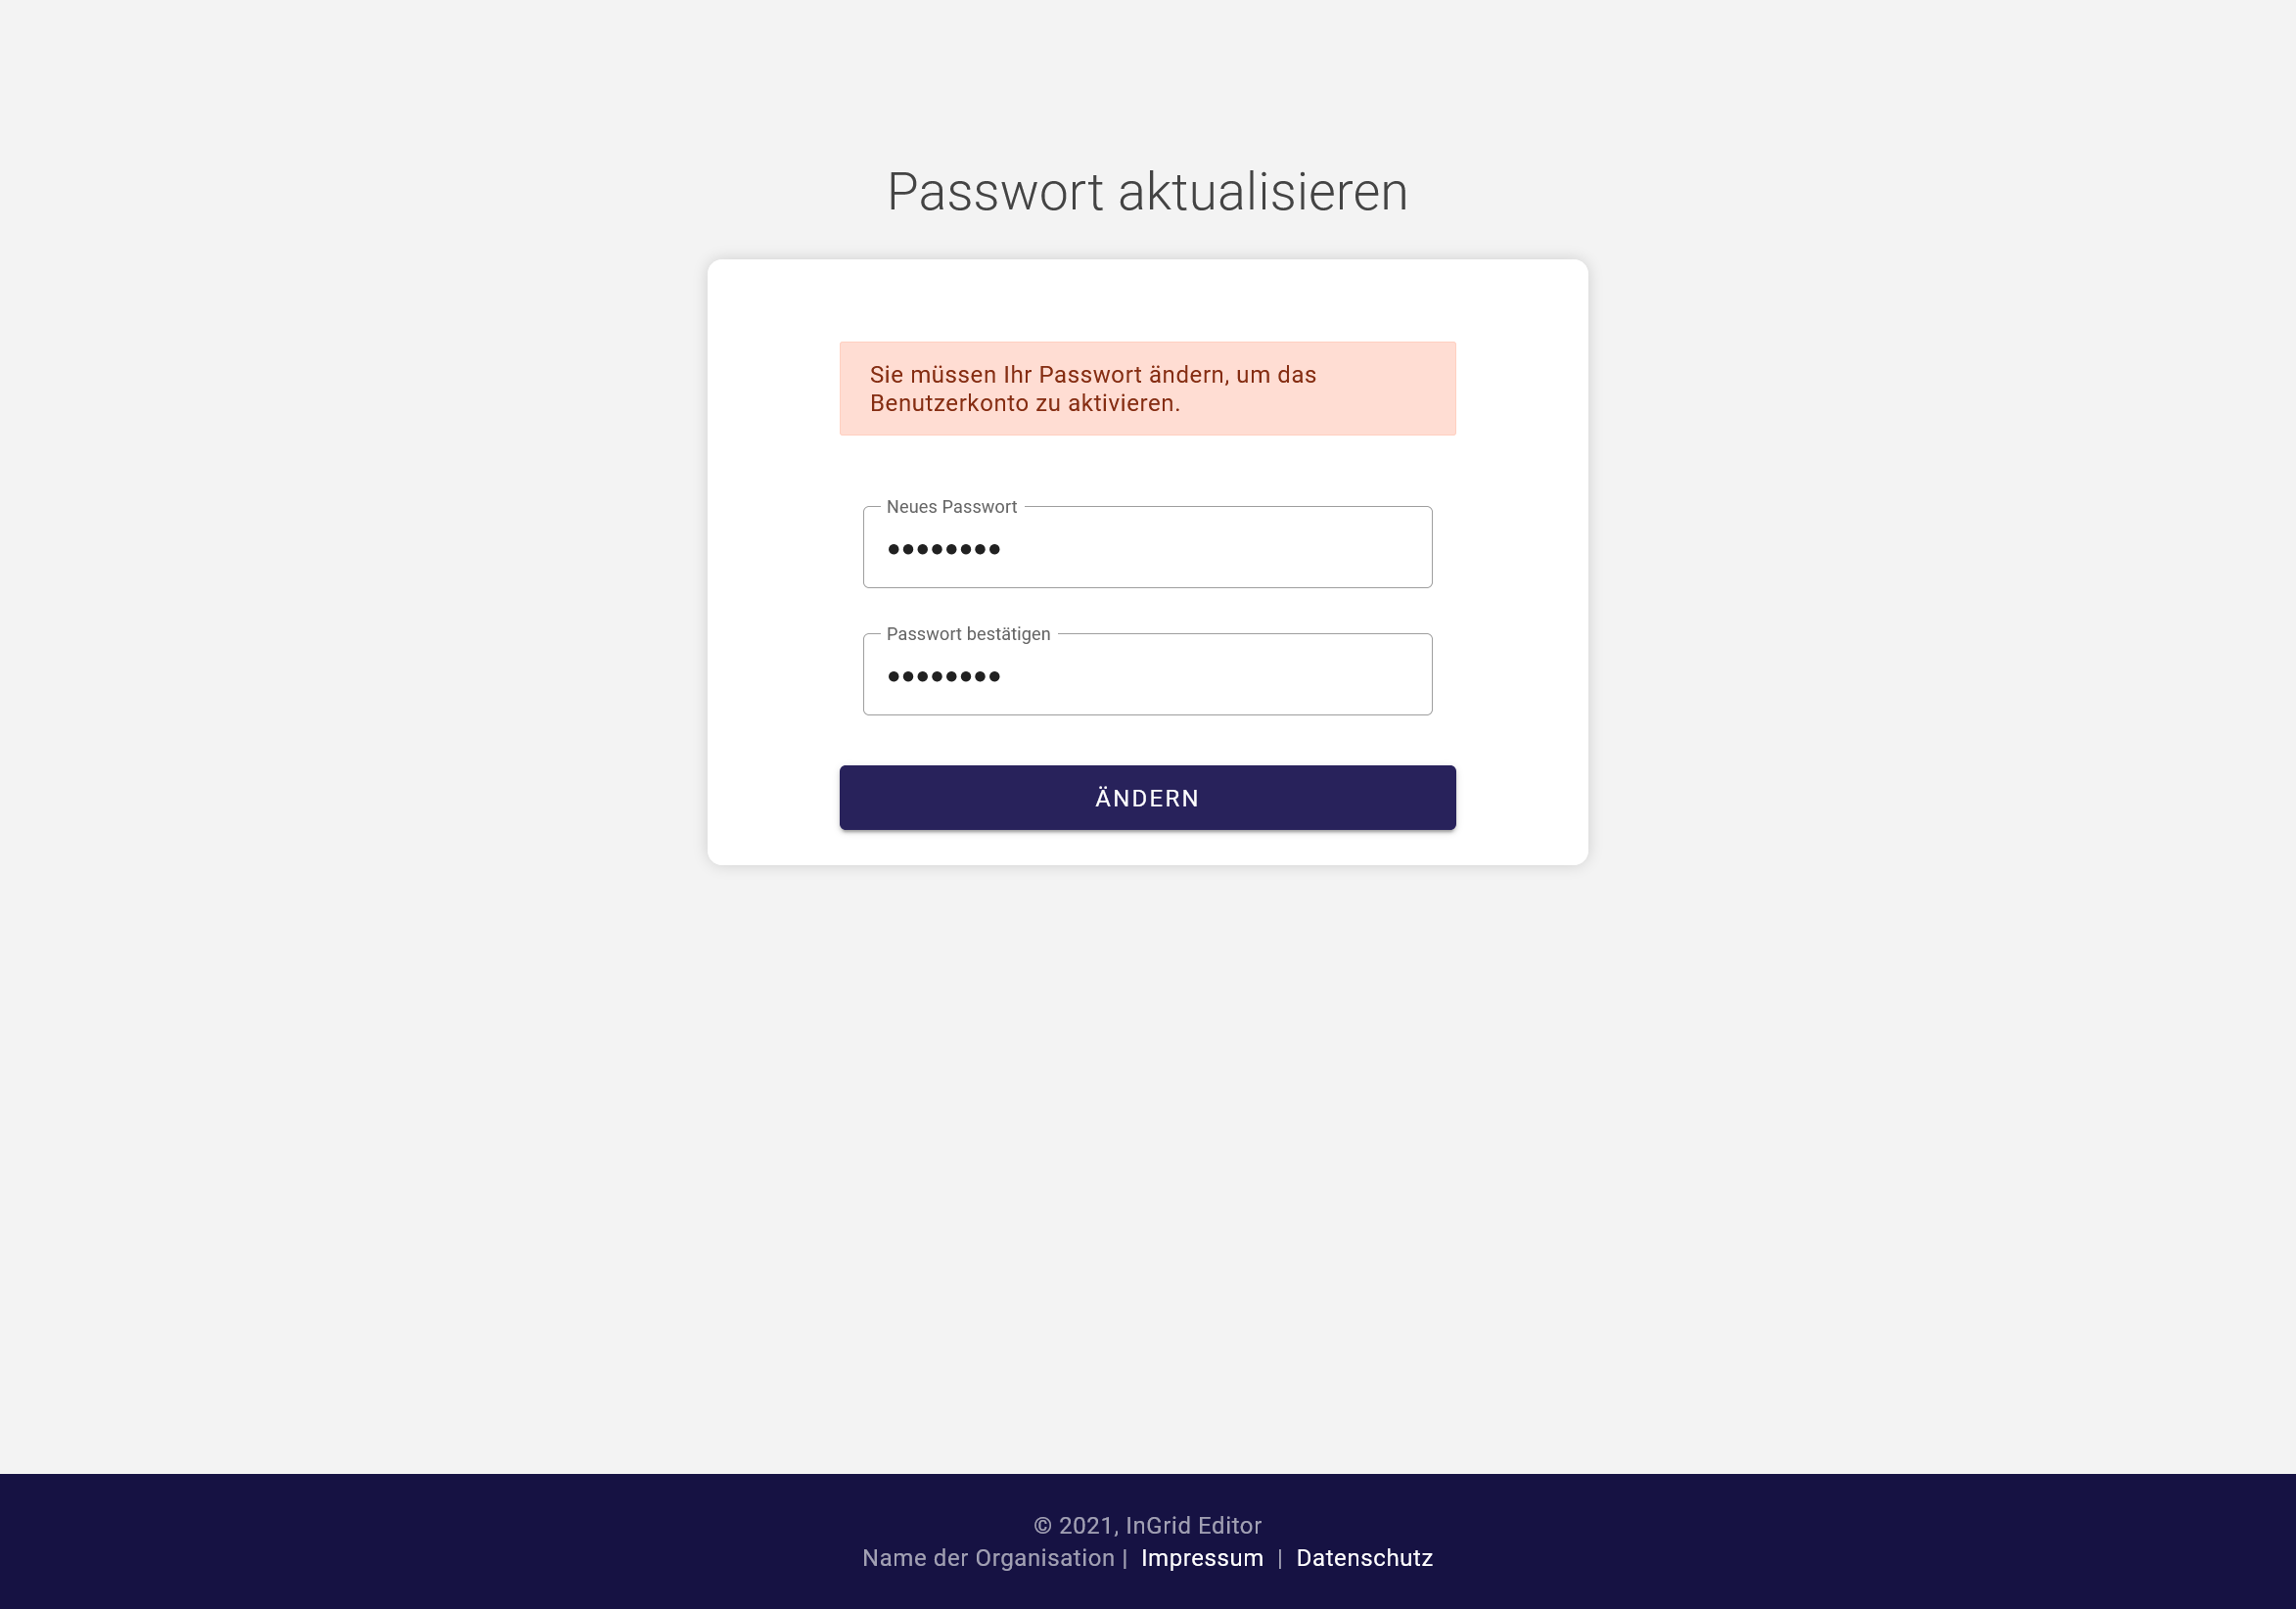 Passwort aktualisieren
Sie müssen Ihr Passwort ändern, um das
Benutzerkonto zu aktivieren.
Neues Passwort
••••••••
Passwort bestätigen
••••••••
ÄNDERN
© 2021, InGrid Editor
Name der Organisation | Impressum | Datenschutz